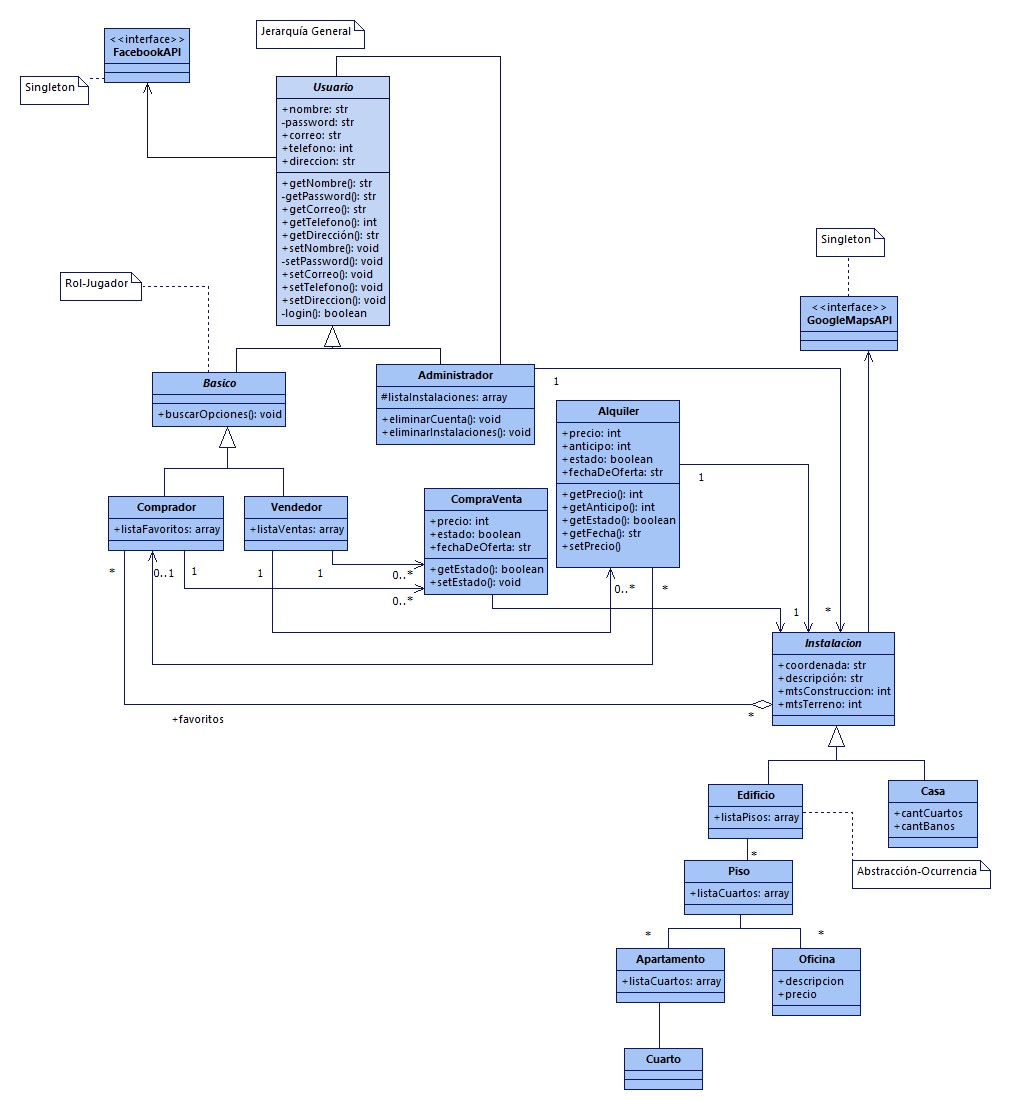 <<interface>>
FacebookAPI
Jerarquía General
Singleton
Usuario
+nombre: str
-password: str
+correo: str
+telefono: int
+direccion: str
+getNombre(): str
-getPassword(): str
+getCorreo(): str
+getTelefono(): int
+getDirección(): str
+setNombre(): void
-setPassword(): void
+setCorreo(): void
+setTelefono(): void
+setDireccion(): void
-login(): boolean
Singleton
<<interface>>
GoogleMapsAPI
Rol-Jugador
Basico
+buscarOpciones(): void
Administrador
#listaInstalaciones: array
+eliminarCuenta(): void
+eliminarInstalaciones(): void
1
Alquiler
+precio: int
+anticipo: int
+estado: boolean
+fechaDeOferta: str
+getPrecio(): int
+getAnticipo(): int
+getEstado(): boolean
+getFecha(): str
+setPrecio()
1
Comprador
+listaFavoritos: array
Vendedor
+listaVentas: array
CompraVenta
+precio: int
+estado: boolean
+fechaDeOferta: str
+getEstado(): boolean
+setEstado(): void
*
0..1
1
1
1
0..*
0..*
0..*
*
1
*
Instalacion
+coordenada: str
+descripción: str
+mtsConstruccion: int
+mtsTerreno: int
+favoritos
*
Edificio
+listaPisos: array
Casa
+cantCuartos
+cantBanos
*
Piso
+listaCuartos: array
Abstracción-Ocurrencia
*
*
Apartamento
+listaCuartos: array
Oficina
+descripcion
+precio
Cuarto